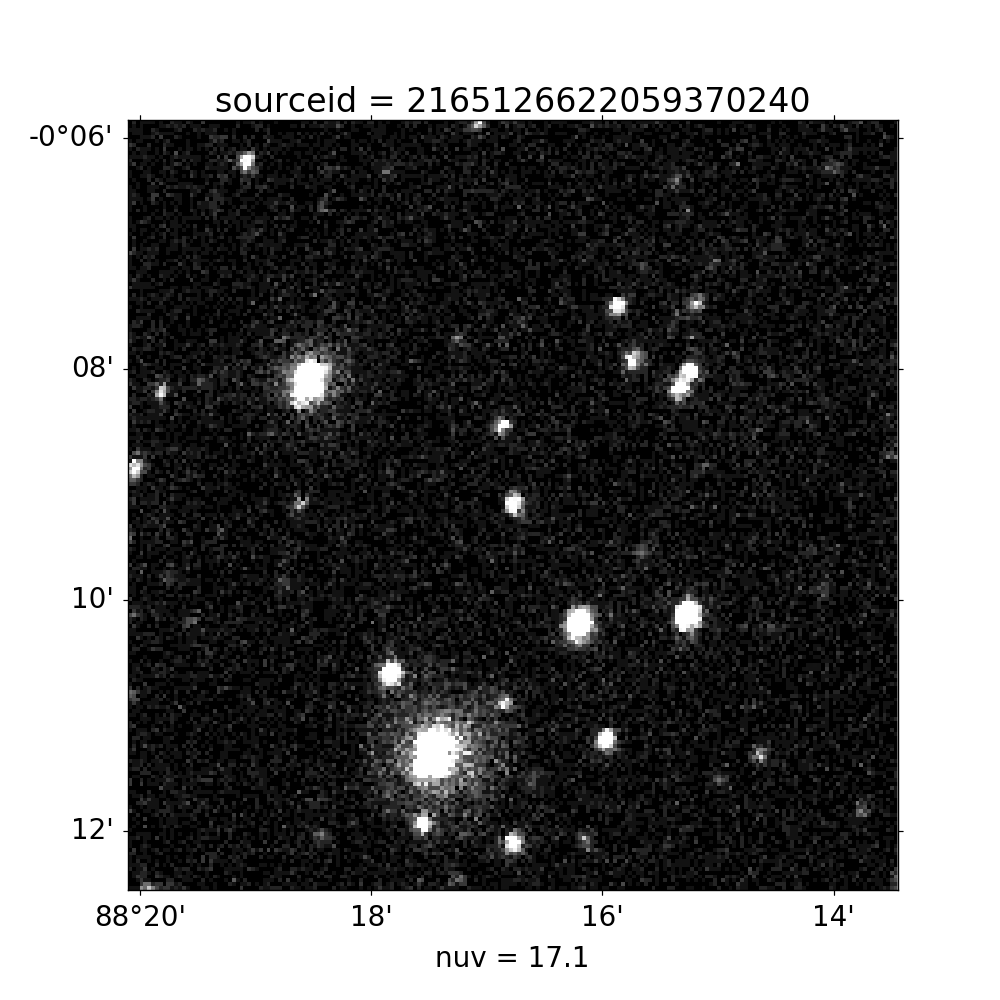 sourceid = 2165126622059370240
-0°06'
08'
10'
12'
88°20' 18' 16' 14'
nuv = 17.1